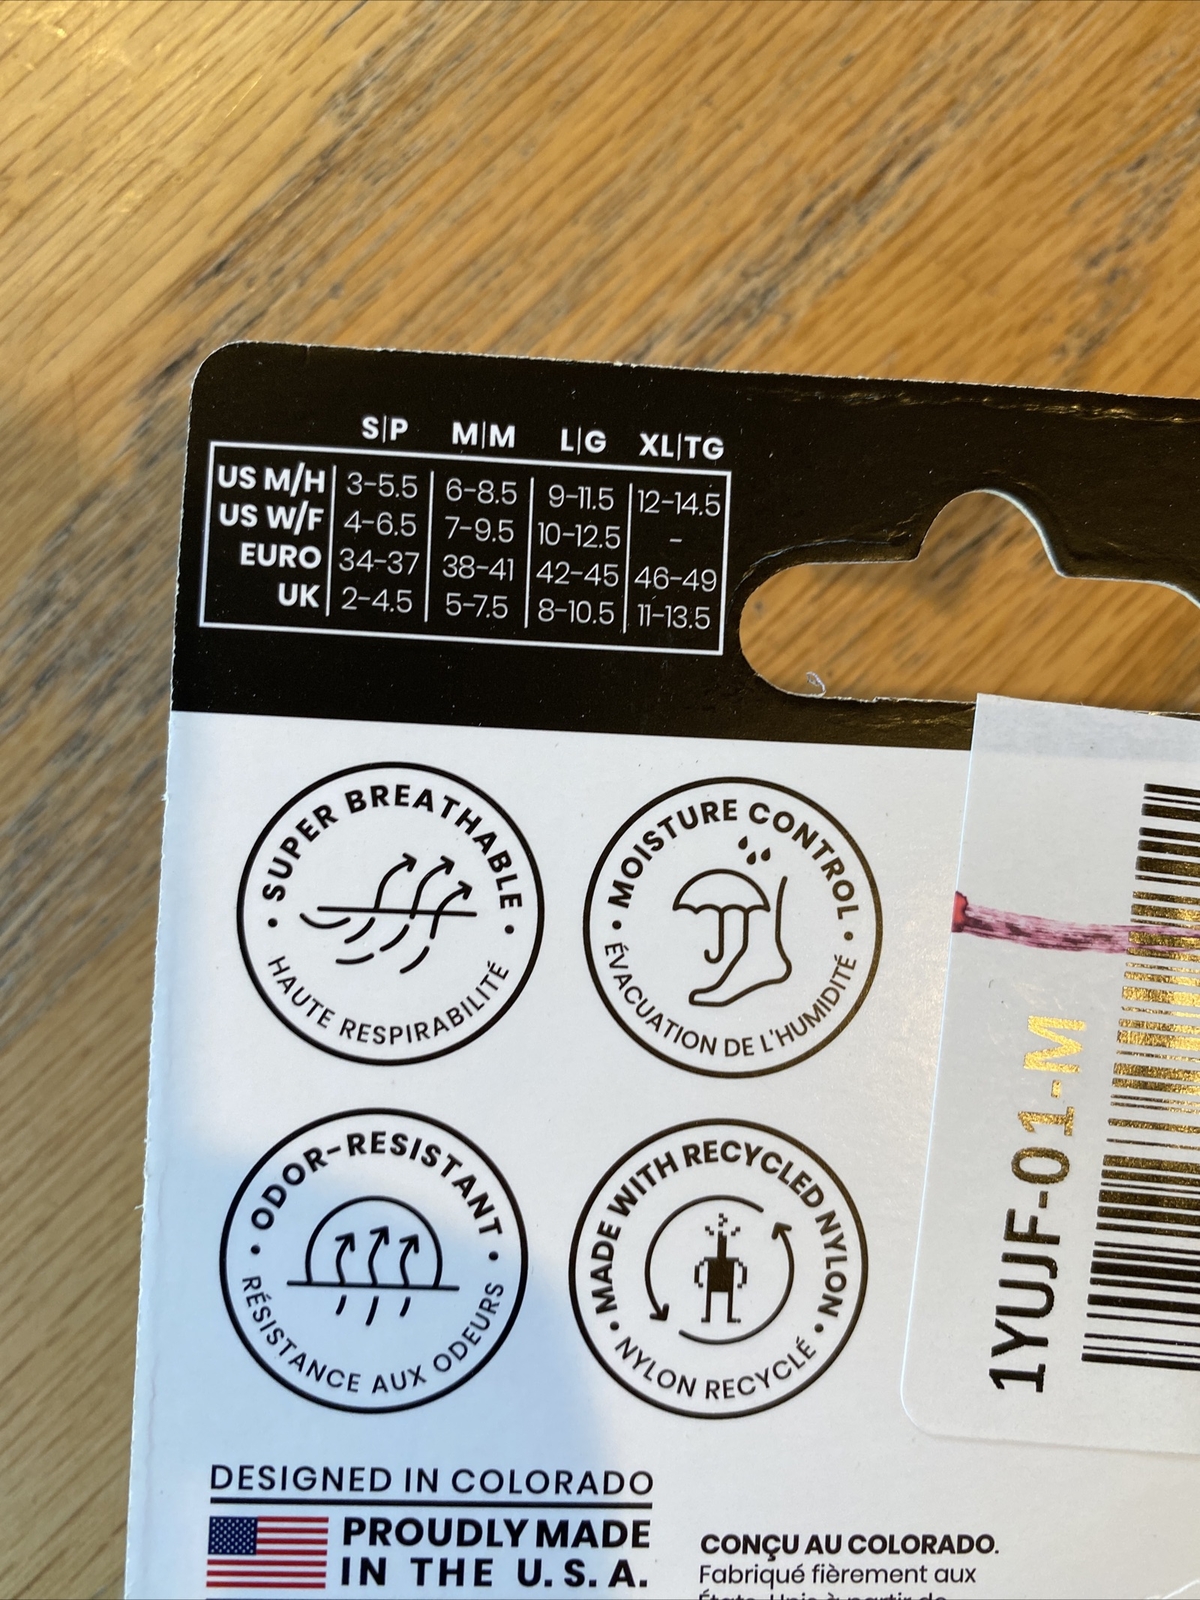 S|P M|M L|G XL|TG
US M/H 3-5.5 6-8.5 9-11.5 12-14.5
US W/F 4-6.5 7-9.5 10-12.5 -
EURO 34-37 38-41 42-45 46-49
UK 2-4.5 5-7.5 8-10.5 11-13.5
• SUPER BREATHABLE •
HAUTE RESPIRABILITÉ
• MOISTURE CONTROL •
ÉVACUATION DE L'HUMIDITÉ
• ODOR-RESISTANT •
RÉSISTANCE AUX ODEURS
• MADE WITH RECYCLED NYLON •
NYLON RECYCLÉ
1YUJF-01-M
DESIGNED IN COLORADO
PROUDLY MADE
IN THE U.S.A.
CONÇU AU COLORADO.
Fabriqué fièrement aux
États-Unis à partir de